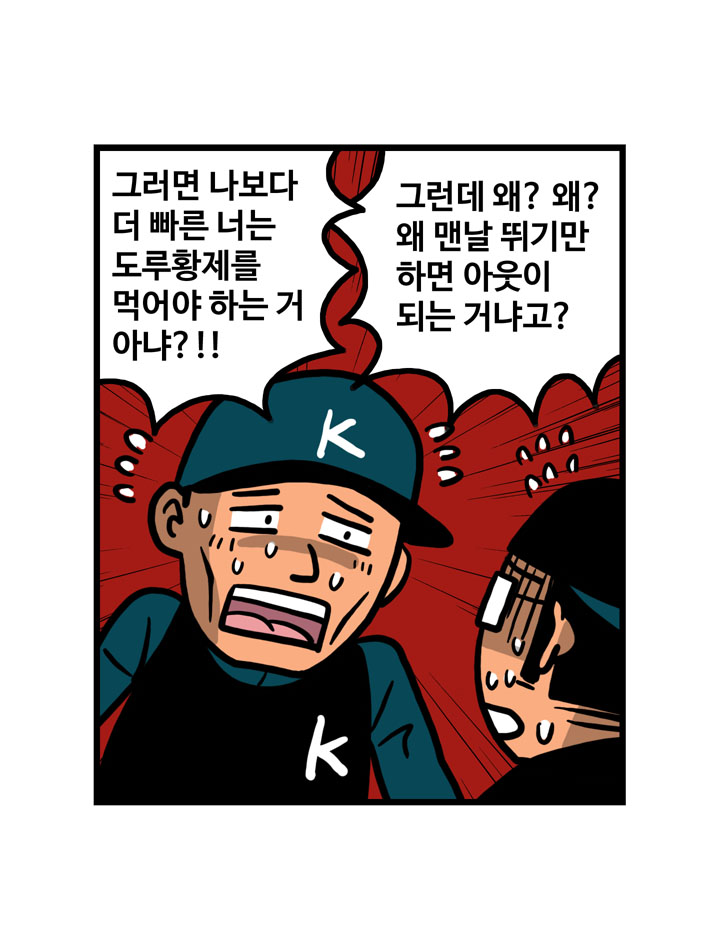 그러면 나보다
더 빠른 너는
도루황제를
먹어야 하는 거
아냐?!!
그런데 왜? 왜?
왜 맨날 뛰기만
하면 아웃이
되는 거냐고?
K
K